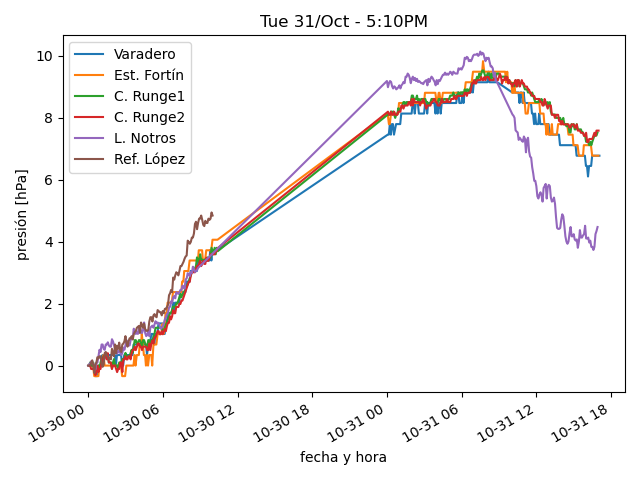 Tue 31/Oct - 5:10PM
Varadero
Est. Fortín
C. Runge1
C. Runge2
L. Notros
Ref. López
presión [hPa]
10
8
6
4
2
0
10-30 00
10-30 06
10-30 12
10-30 18
10-31 00
10-31 06
10-31 12
10-31 18
fecha y hora